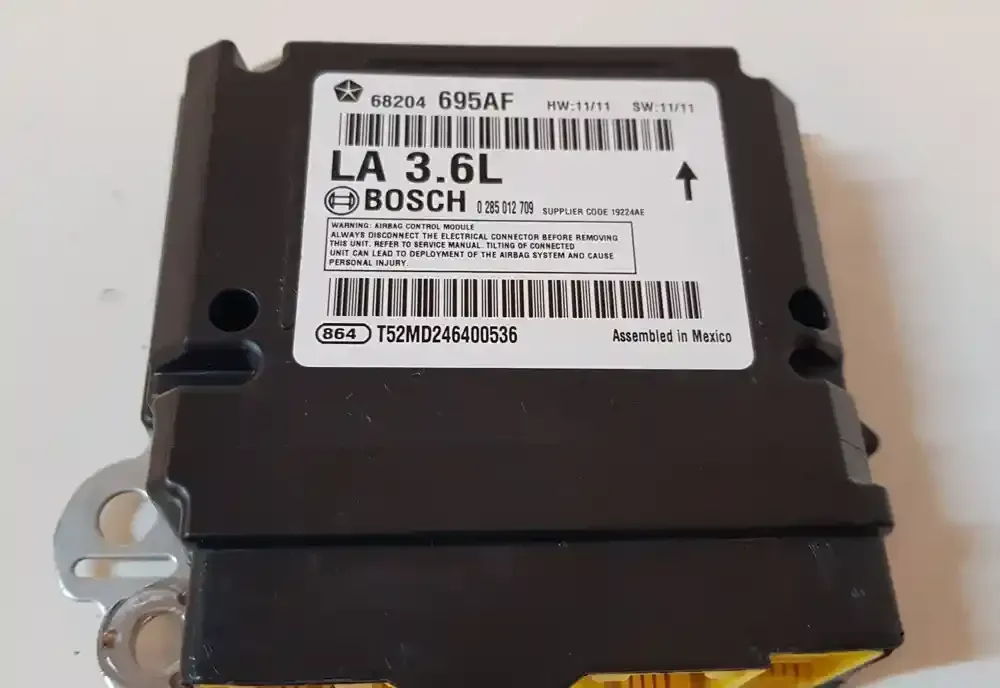 68204 695AF HW:11/11 SW:11/11
LA 3.6L
BOSCH 0 285 012 709 SUPPLIER CODE 19224AE
WARNING: AIRBAG CONTROL MODULE
ALWAYS DISCONNECT THE ELECTRICAL CONNECTOR BEFORE REMOVING
THIS UNIT. REFER TO SERVICE MANUAL. TILTING OF CONNECTED
UNIT CAN LEAD TO DEPLOYMENT OF THE AIRBAG SYSTEM AND CAUSE
PERSONAL INJURY.
864 T52MD246400536 Assembled in Mexico